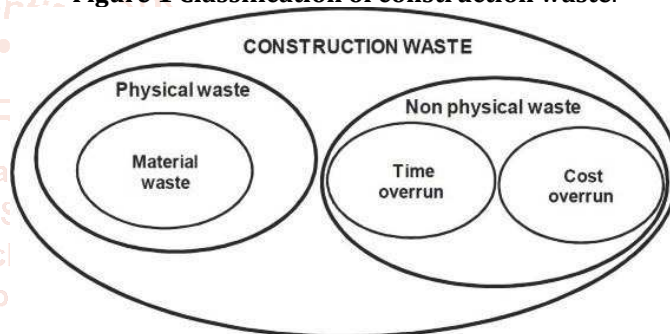 Figure 1 Classification of construction waste.
CONSTRUCTION WASTE
Physical waste
Non physical waste
Material
waste
Time
overrun
Cost
overrun